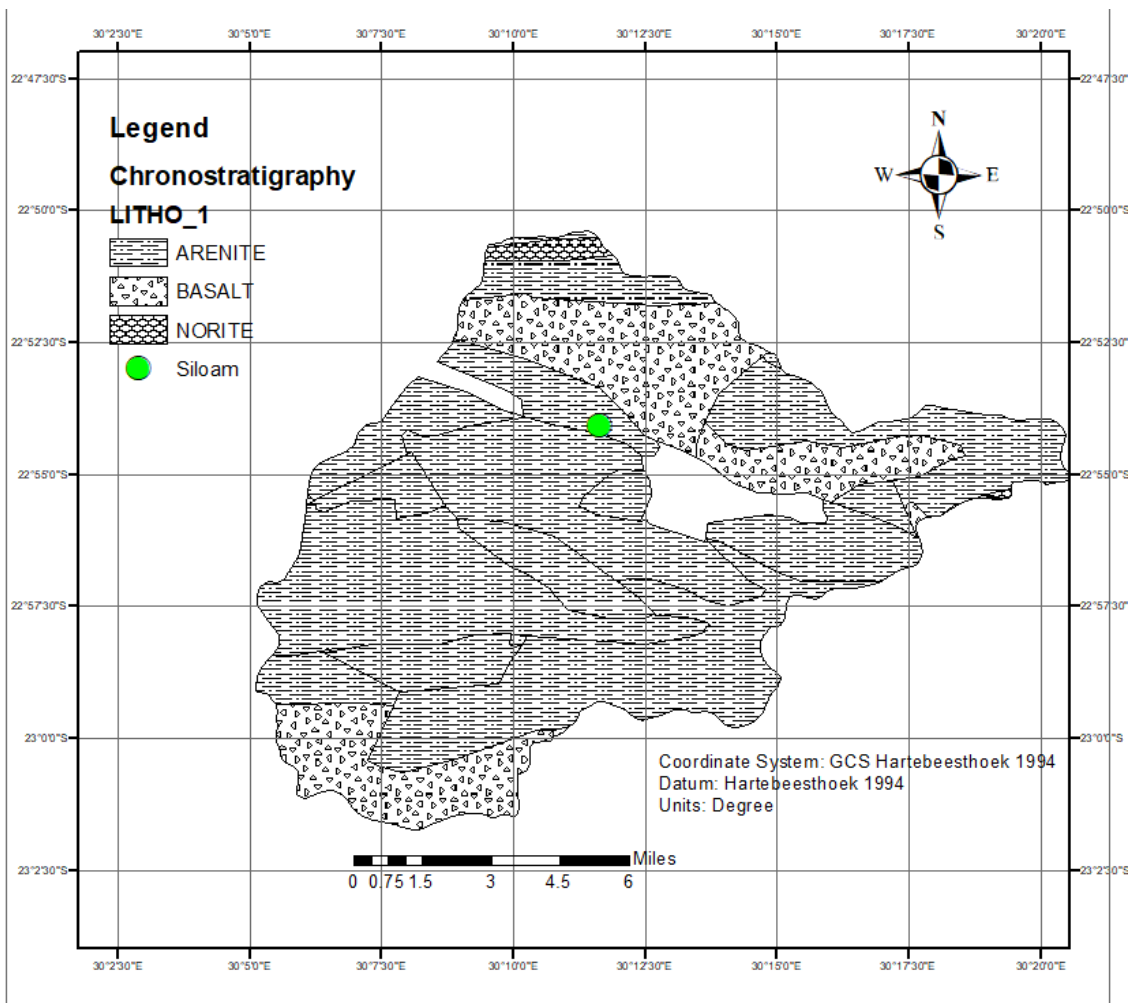 30°2'30"E 30°5'0"E 30°7'30"E 30°10'0"E 30°12'30"E 30°15'0"E 30°17'30"E 30°20'0"E
22°47'30"S 22°47'30"S
Legend
N
Chronostratigraphy
W E
LITHO_1
22°50'0"S 22°50'0"S
S
ARENITE
BASALT
NORITE
22°52'30"S 22°52'30"S
Siloam
22°55'0"S 22°55'0"S
22°57'30"S 22°57'30"S
23°0'0"S 23°0'0"S
Coordinate System: GCS Hartebeesthoek 1994
Datum: Hartebeesthoek 1994
Units: Degree
Miles
0 0.75 1.5 3 4.5 6
23°2'30"S 23°2'30"S
30°2'30"E 30°5'0"E 30°7'30"E 30°10'0"E 30°12'30"E 30°15'0"E 30°17'30"E 30°20'0"E